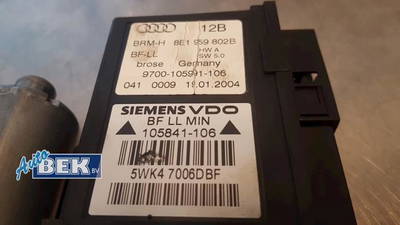 12B
BRM-H 8E1 959 802B
BF-LL HW A
SW 5.0
brose Germany
9700-105941-106
041 0009 19.01.2004
SIEMENS VDO
BF LL MIN
105841-106
5WK4 7006DBF
Auto
BEK BV